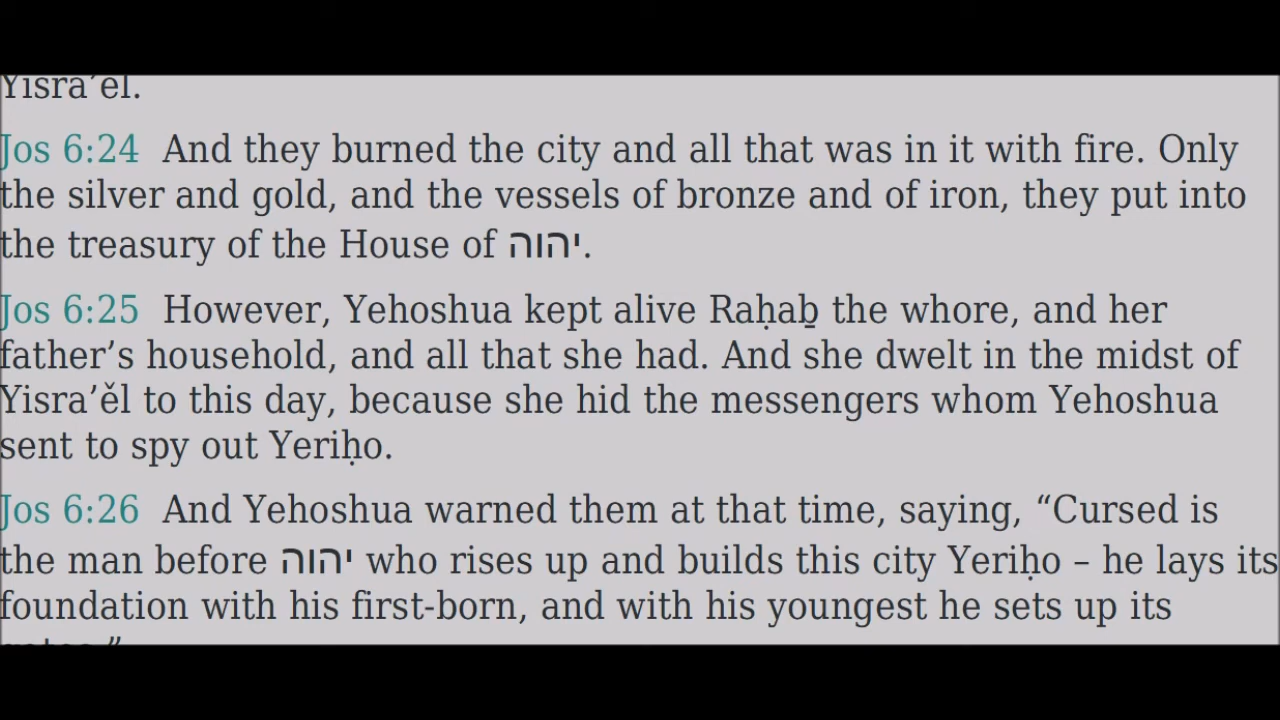 Yisra’ěl.
Jos 6:24 And they burned the city and all that was in it with fire. Only
the silver and gold, and the vessels of bronze and of iron, they put into
the treasury of the House of יהוה.
Jos 6:25 However, Yehoshua kept alive Raḥaḇ the whore, and her
father’s household, and all that she had. And she dwelt in the midst of
Yisra’ěl to this day, because she hid the messengers whom Yehoshua
sent to spy out Yeriḥo.
Jos 6:26 And Yehoshua warned them at that time, saying, “Cursed is
the man before יהוה who rises up and builds this city Yeriḥo – he lays its
foundation with his first-born, and with his youngest he sets up its